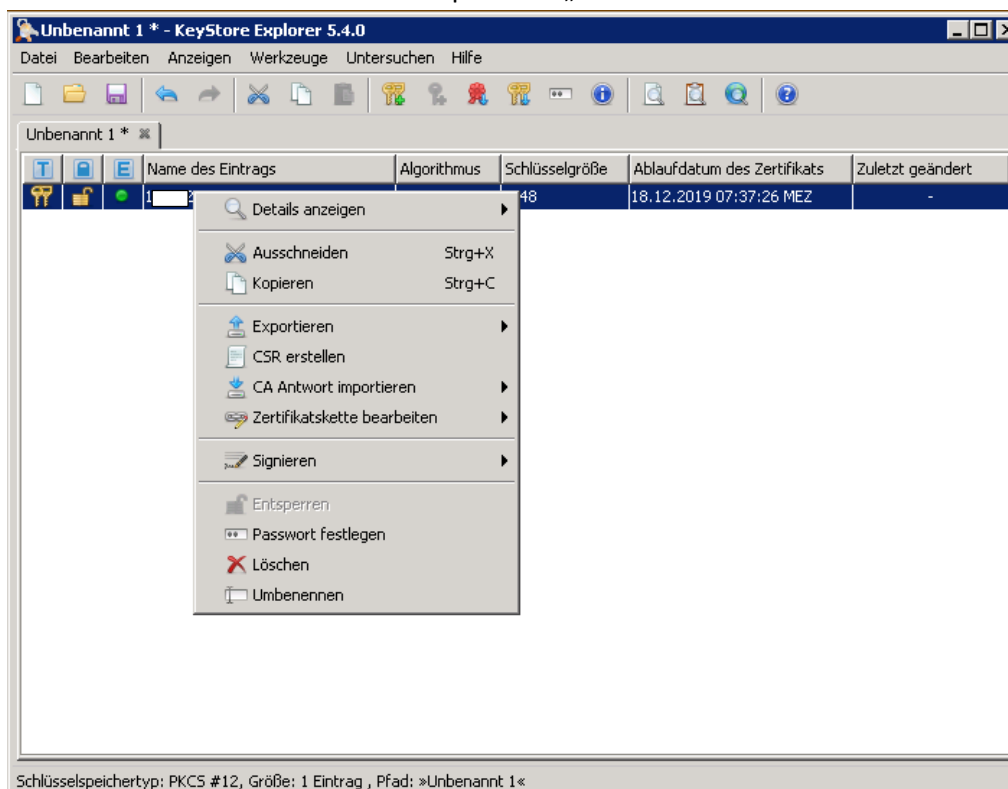 Unbenannt 1 * - KeyStore Explorer 5.4.0
Datei Bearbeiten Anzeigen Werkzeuge Untersuchen Hilfe
Unbenannt 1 *
T E Name des Eintrags Algorithmus Schlüsselgröße Ablaufdatum des Zertifikats Zuletzt geändert
1 48 18.12.2019 07:37:26 MEZ -
Details anzeigen
Ausschneiden Strg+X
Kopieren Strg+C
Exportieren
CSR erstellen
CA Antwort importieren
Zertifikatskette bearbeiten
Signieren
Entsperren
Passwort festlegen
Löschen
Umbenennen
Schlüsselspeichertyp: PKCS #12, Größe: 1 Eintrag , Pfad: »Unbenannt 1«